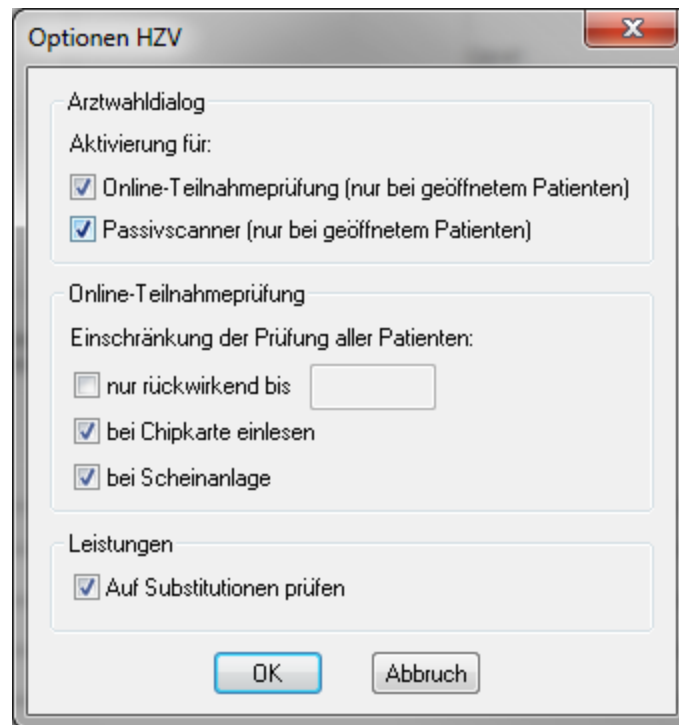 Optionen HZV
Arztwahldialog
Aktivierung für:
Online-Teilnahmeprüfung (nur bei geöffnetem Patienten)
Passivscanner (nur bei geöffnetem Patienten)
Online-Teilnahmeprüfung
Einschränkung der Prüfung aller Patienten:
nur rückwirkend bis
bei Chipkarte einlesen
bei Scheinanlage
Leistungen
Auf Substitutionen prüfen
OK Abbruch